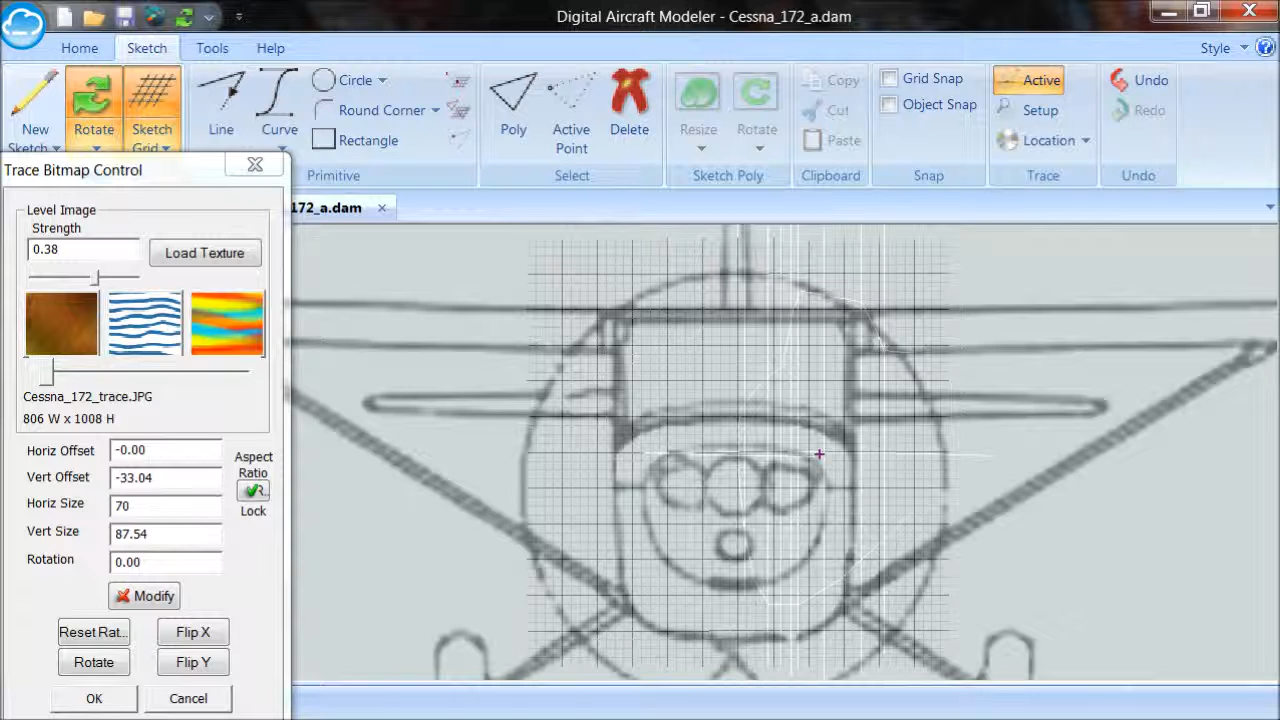 Digital Aircraft Modeler - Cessna_172_a.dam
Home Sketch Tools Help Style
New Sketch Rotate Sketch Grid Line Curve Circle Round Corner Rectangle Poly Active Point Delete Resize Rotate Copy Cut Paste Grid Snap Object Snap Active Setup Location Undo Redo
Primitive Select Sketch Poly Clipboard Snap Trace Undo
Trace Bitmap Control
172_a.dam
Level Image
Strength
0.38 Load Texture
Cessna_172_trace.JPG
806 W x 1008 H
Horiz Offset -0.00
Vert Offset -33.04
Horiz Size 70
Vert Size 87.54
Rotation 0.00
Aspect
Ratio
Lock
Modify
Reset Rat... Flip X
Rotate Flip Y
OK Cancel